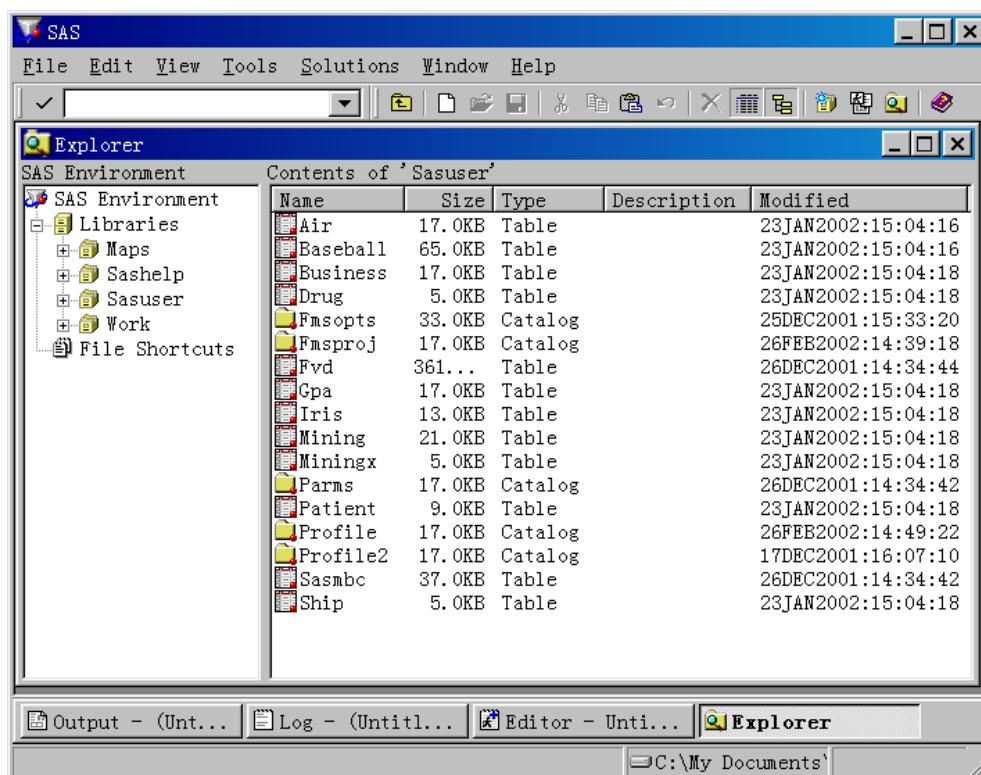 SAS
File Edit View Tools Solutions Window Help
Explorer
SAS Environment Contents of 'Sasuser'
SAS Environment
Libraries
Maps
Sashelp
Sasuser
Work
File Shortcuts
Name Size Type Description Modified
Air 17.0KB Table 23JAN2002:15:04:16
Baseball 65.0KB Table 23JAN2002:15:04:16
Business 17.0KB Table 23JAN2002:15:04:18
Drug 5.0KB Table 23JAN2002:15:04:18
Fmsopts 33.0KB Catalog 25DEC2001:15:33:20
Fmsproj 17.0KB Catalog 26FEB2002:14:39:18
Fvd 361... Table 26DEC2001:14:34:44
Gpa 17.0KB Table 23JAN2002:15:04:18
Iris 13.0KB Table 23JAN2002:15:04:18
Mining 21.0KB Table 23JAN2002:15:04:18
Miningx 5.0KB Table 23JAN2002:15:04:18
Parms 17.0KB Catalog 26DEC2001:14:34:42
Patient 9.0KB Table 23JAN2002:15:04:18
Profile 17.0KB Catalog 26FEB2002:14:49:22
Profile2 17.0KB Catalog 17DEC2001:16:07:10
Sasmbc 37.0KB Table 26DEC2001:14:34:42
Ship 5.0KB Table 23JAN2002:15:04:18
Output - (Unt... Log - (Untitl... Editor - Unti... Explorer
C:\My Documents\